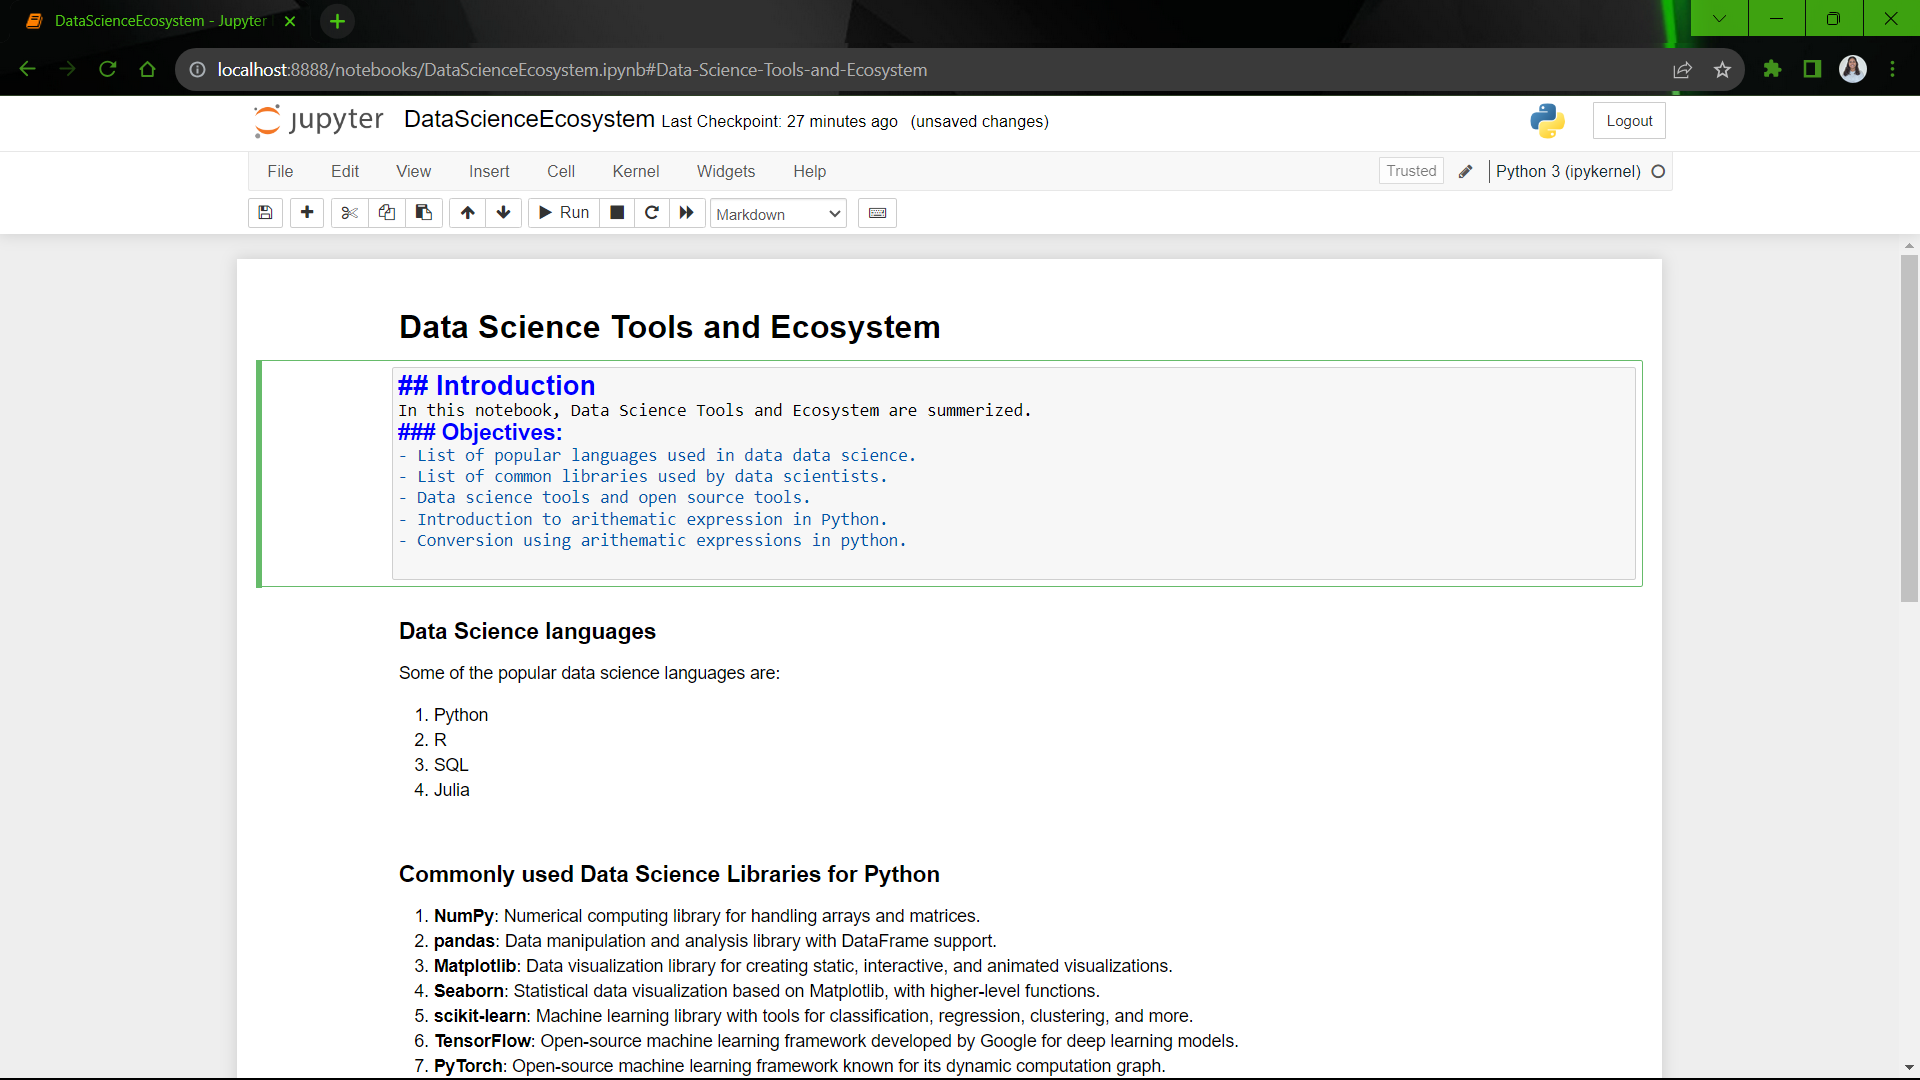 DataScienceEcosystem - Jupyter
localhost:8888/notebooks/DataScienceEcosystem.ipynb#Data-Science-Tools-and-Ecosystem
jupyter DataScienceEcosystem Last Checkpoint: 27 minutes ago (unsaved changes) Logout
File Edit View Insert Cell Kernel Widgets Help Trusted Python 3 (ipykernel)
Run Markdown
Data Science Tools and Ecosystem
## Introduction
In this notebook, Data Science Tools and Ecosystem are summerized.
### Objectives:
- List of popular languages used in data data science.
- List of common libraries used by data scientists.
- Data science tools and open source tools.
- Introduction to arithematic expression in Python.
- Conversion using arithematic expressions in python.
Data Science languages
Some of the popular data science languages are:
1. Python
2. R
3. SQL
4. Julia
Commonly used Data Science Libraries for Python
1. NumPy: Numerical computing library for handling arrays and matrices.
2. pandas: Data manipulation and analysis library with DataFrame support.
3. Matplotlib: Data visualization library for creating static, interactive, and animated visualizations.
4. Seaborn: Statistical data visualization based on Matplotlib, with higher-level functions.
5. scikit-learn: Machine learning library with tools for classification, regression, clustering, and more.
6. TensorFlow: Open-source machine learning framework developed by Google for deep learning models.
7. PyTorch: Open-source machine learning framework known for its dynamic computation graph.